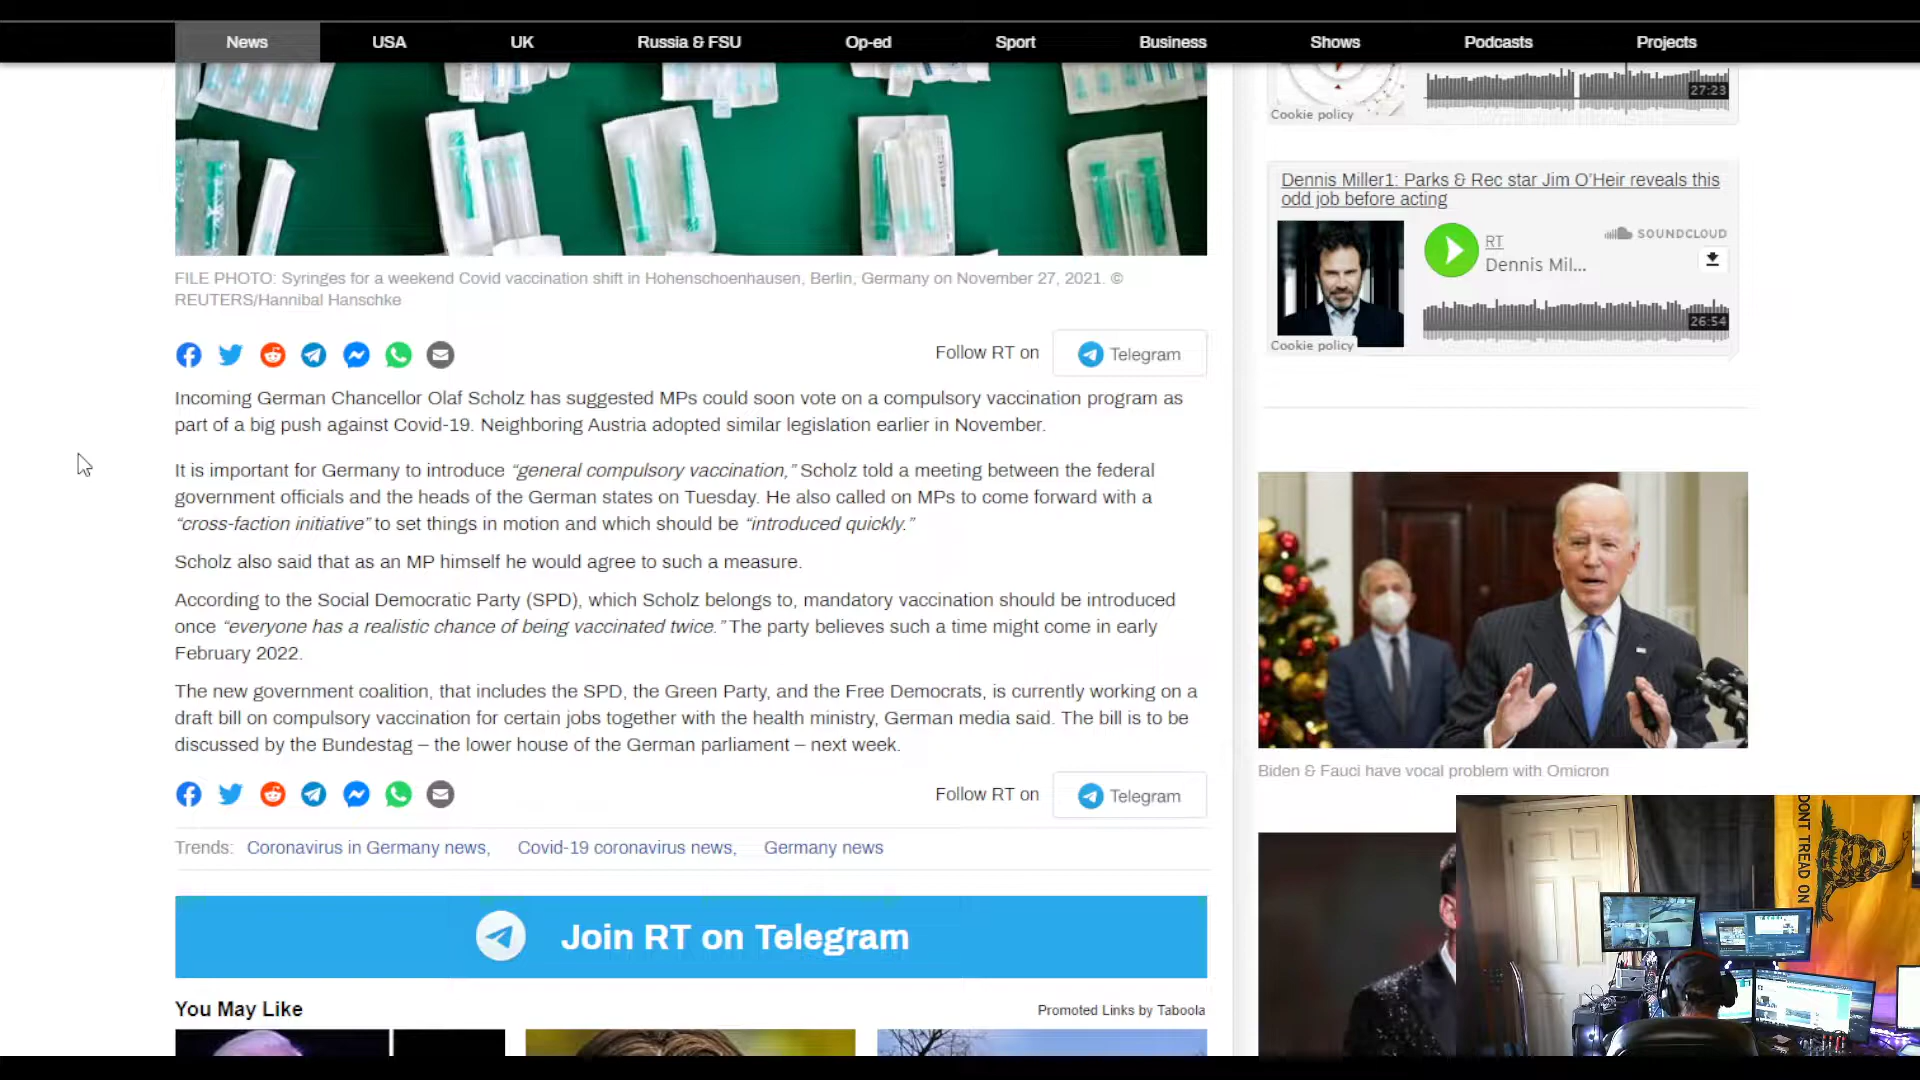 News USA UK Russia & FSU Op-ed Sport Business Shows Podcasts Projects
FILE PHOTO: Syringes for a weekend Covid vaccination shift in Hohenschoenhausen, Berlin, Germany on November 27, 2021. ©
REUTERS/Hannibal Hanschke
Follow RT on Telegram
Incoming German Chancellor Olaf Scholz has suggested MPs could soon vote on a compulsory vaccination program as
part of a big push against Covid-19. Neighboring Austria adopted similar legislation earlier in November.
It is important for Germany to introduce “general compulsory vaccination,” Scholz told a meeting between the federal
government officials and the heads of the German states on Tuesday. He also called on MPs to come forward with a
“cross-faction initiative” to set things in motion and which should be “introduced quickly.”
Scholz also said that as an MP himself he would agree to such a measure.
According to the Social Democratic Party (SPD), which Scholz belongs to, mandatory vaccination should be introduced
once “everyone has a realistic chance of being vaccinated twice.” The party believes such a time might come in early
February 2022.
The new government coalition, that includes the SPD, the Green Party, and the Free Democrats, is currently working on a
draft bill on compulsory vaccination for certain jobs together with the health ministry, German media said. The bill is to be
discussed by the Bundestag – the lower house of the German parliament – next week.
Follow RT on Telegram
Trends: Coronavirus in Germany news, Covid-19 coronavirus news, Germany news
Join RT on Telegram
You May Like
Promoted Links by Taboola
27:23
Cookie policy
Dennis Miller1: Parks & Rec star Jim O’Heir reveals this
odd job before acting
SOUNDCLOUD
RT
Dennis Mil...
26:54
Cookie policy
Biden & Fauci have vocal problem with Omicron
DONT TREAD ON